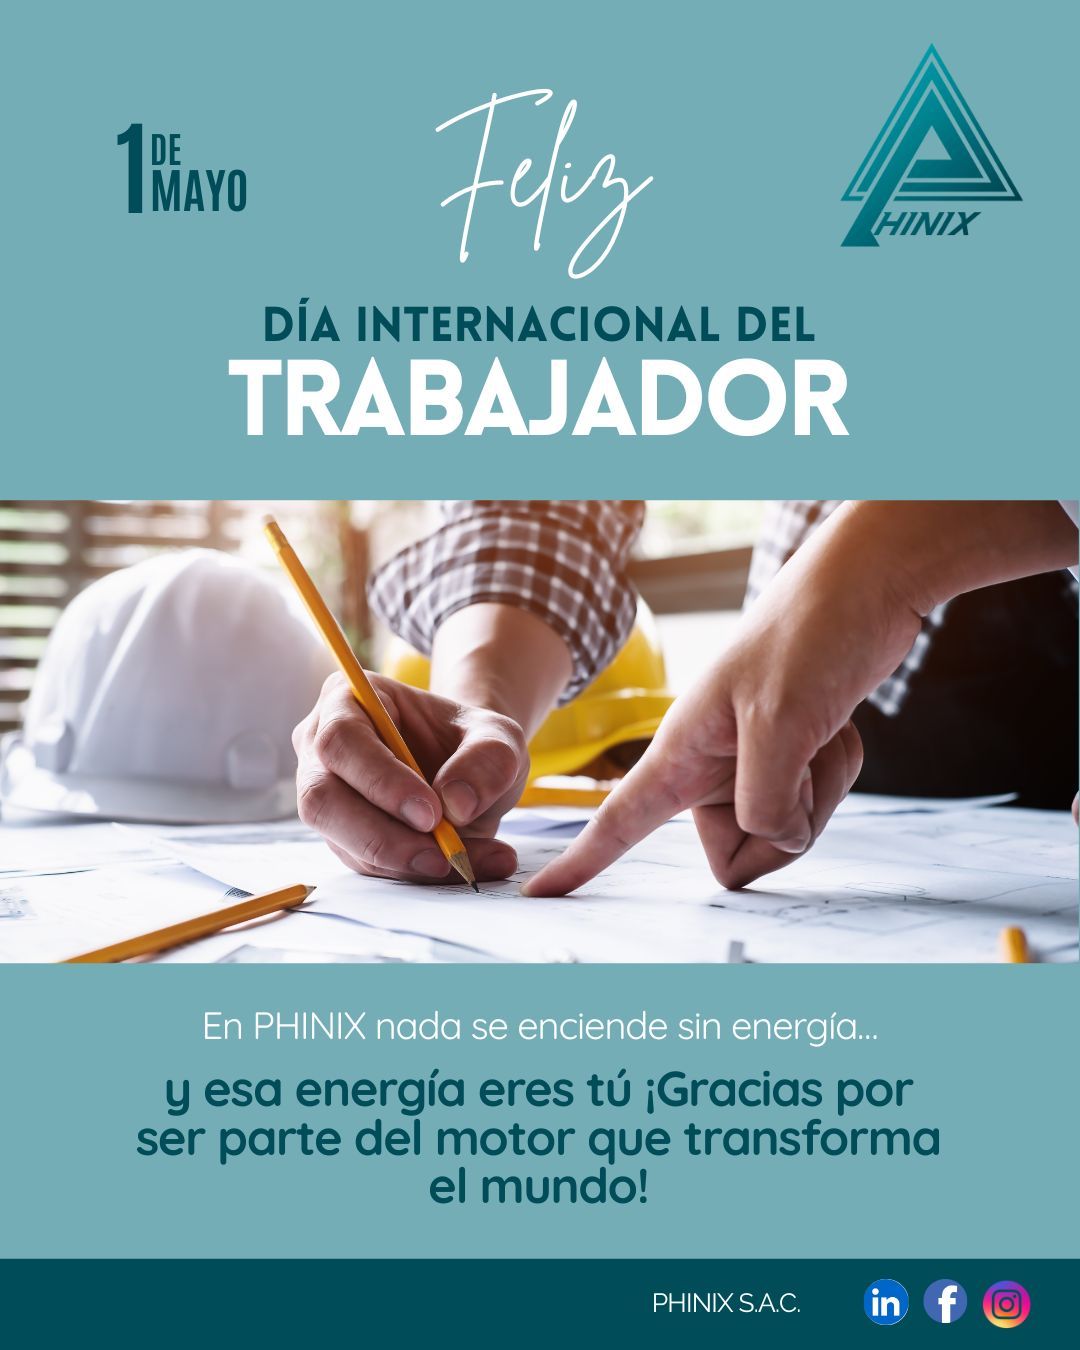 1 DE
MAYO
Feliz
PHINIX
DÍA INTERNACIONAL DEL
TRABAJADOR
En PHINIX nada se enciende sin energía...
y esa energía eres tú ¡Gracias por
ser parte del motor que transforma
el mundo!
PHINIX S.A.C.
in
f